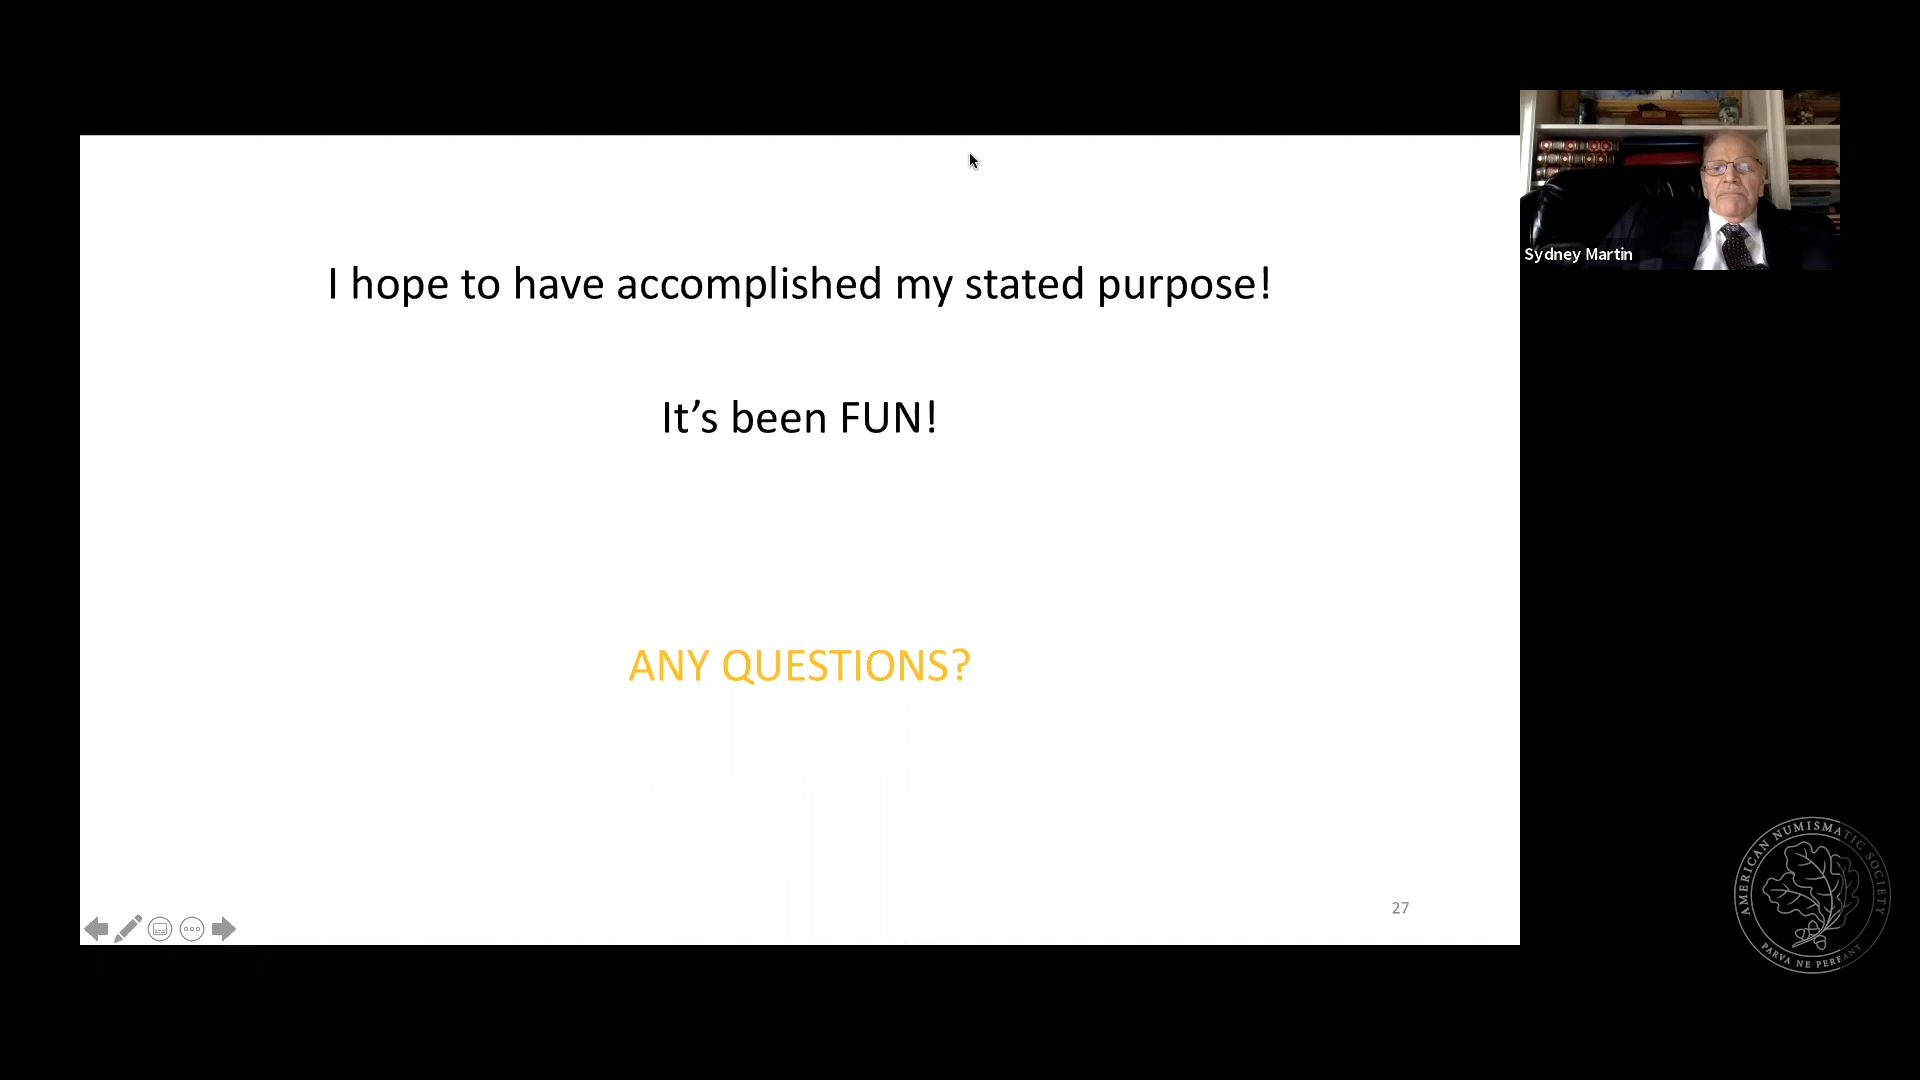 I hope to have accomplished my stated purpose!
It’s been FUN!
ANY QUESTIONS?
27
Sydney Martin
AMERICAN NUMISMATIC SOCIETY
PARVA NE PEREANT